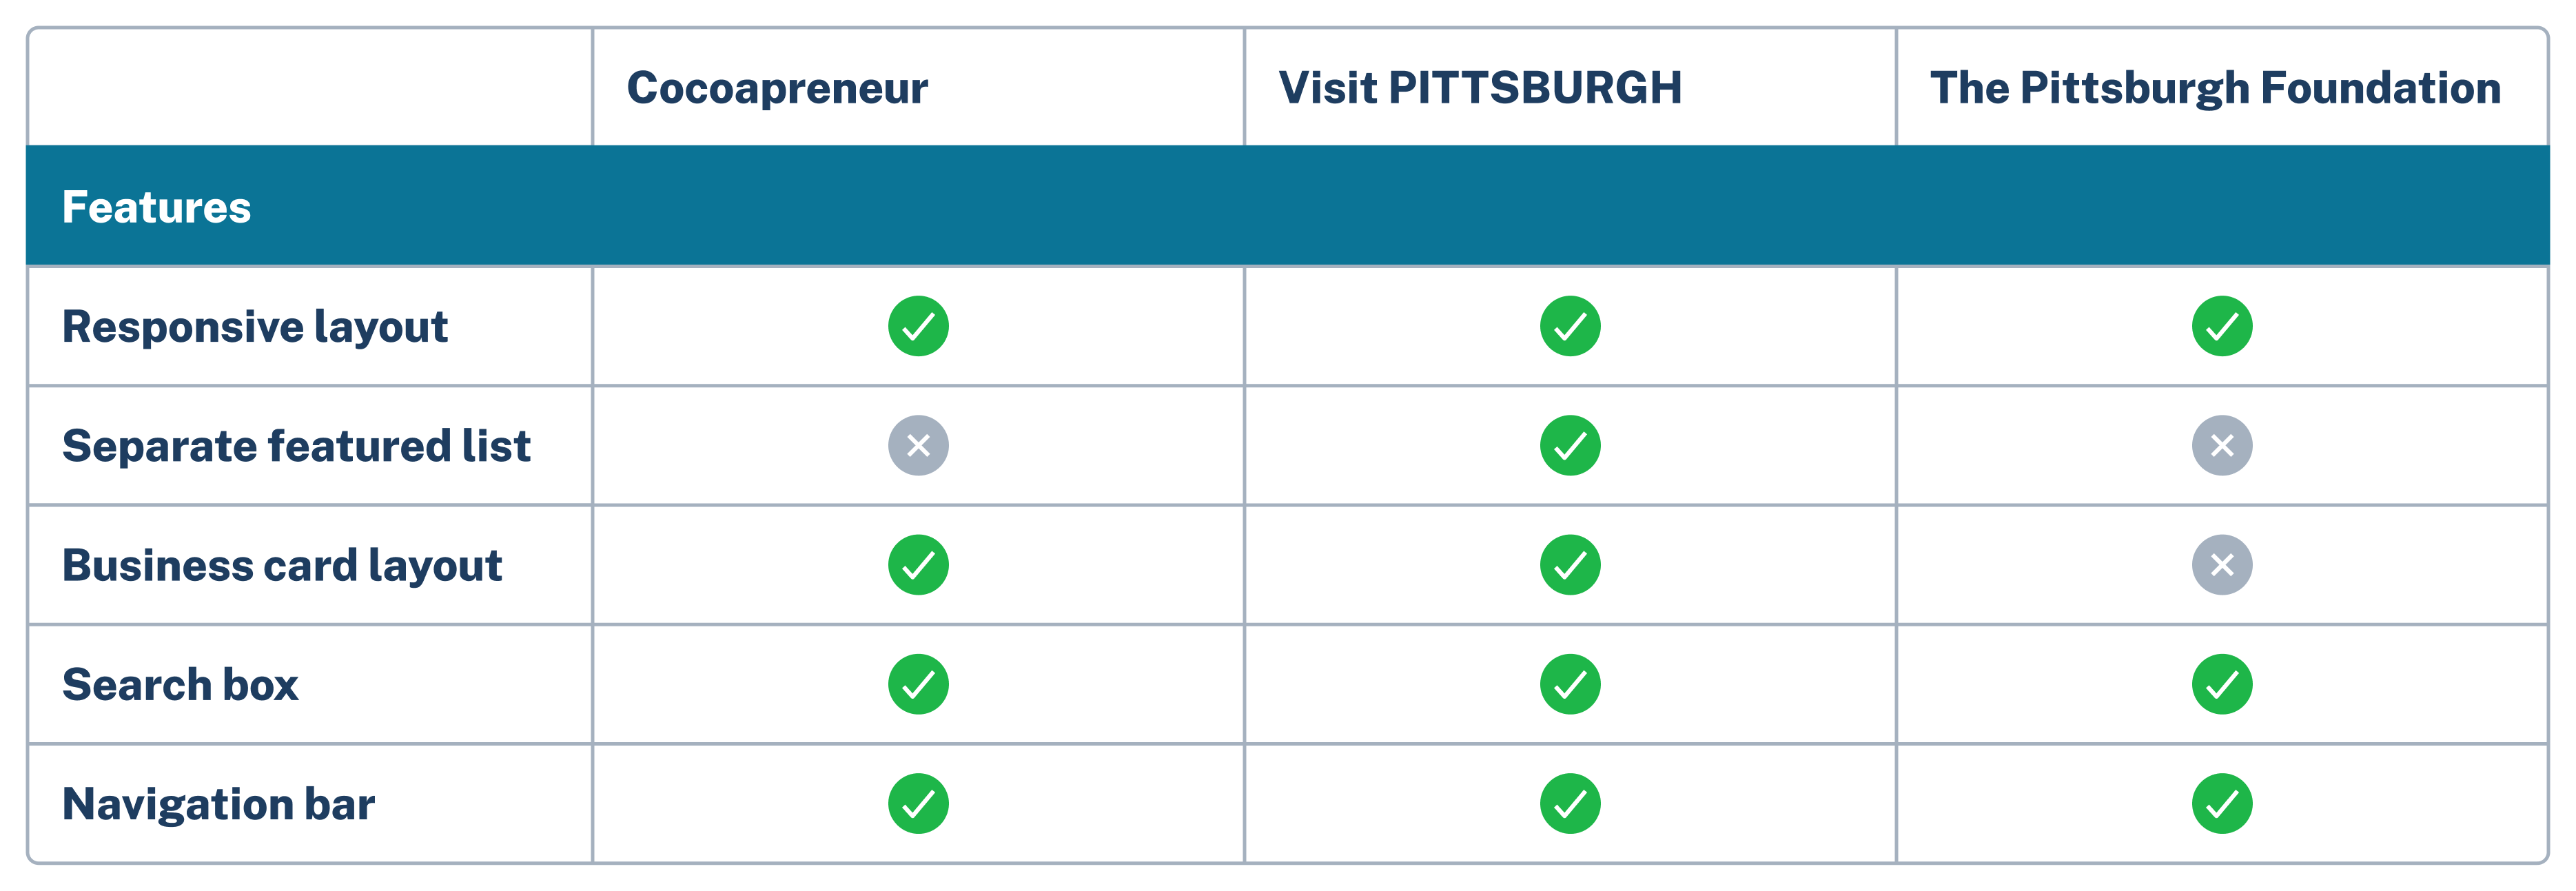 Cocoapreneur
Visit PITTSBURGH
The Pittsburgh Foundation
Features
Responsive layout
Separate featured list
Business card layout
Search box
Navigation bar